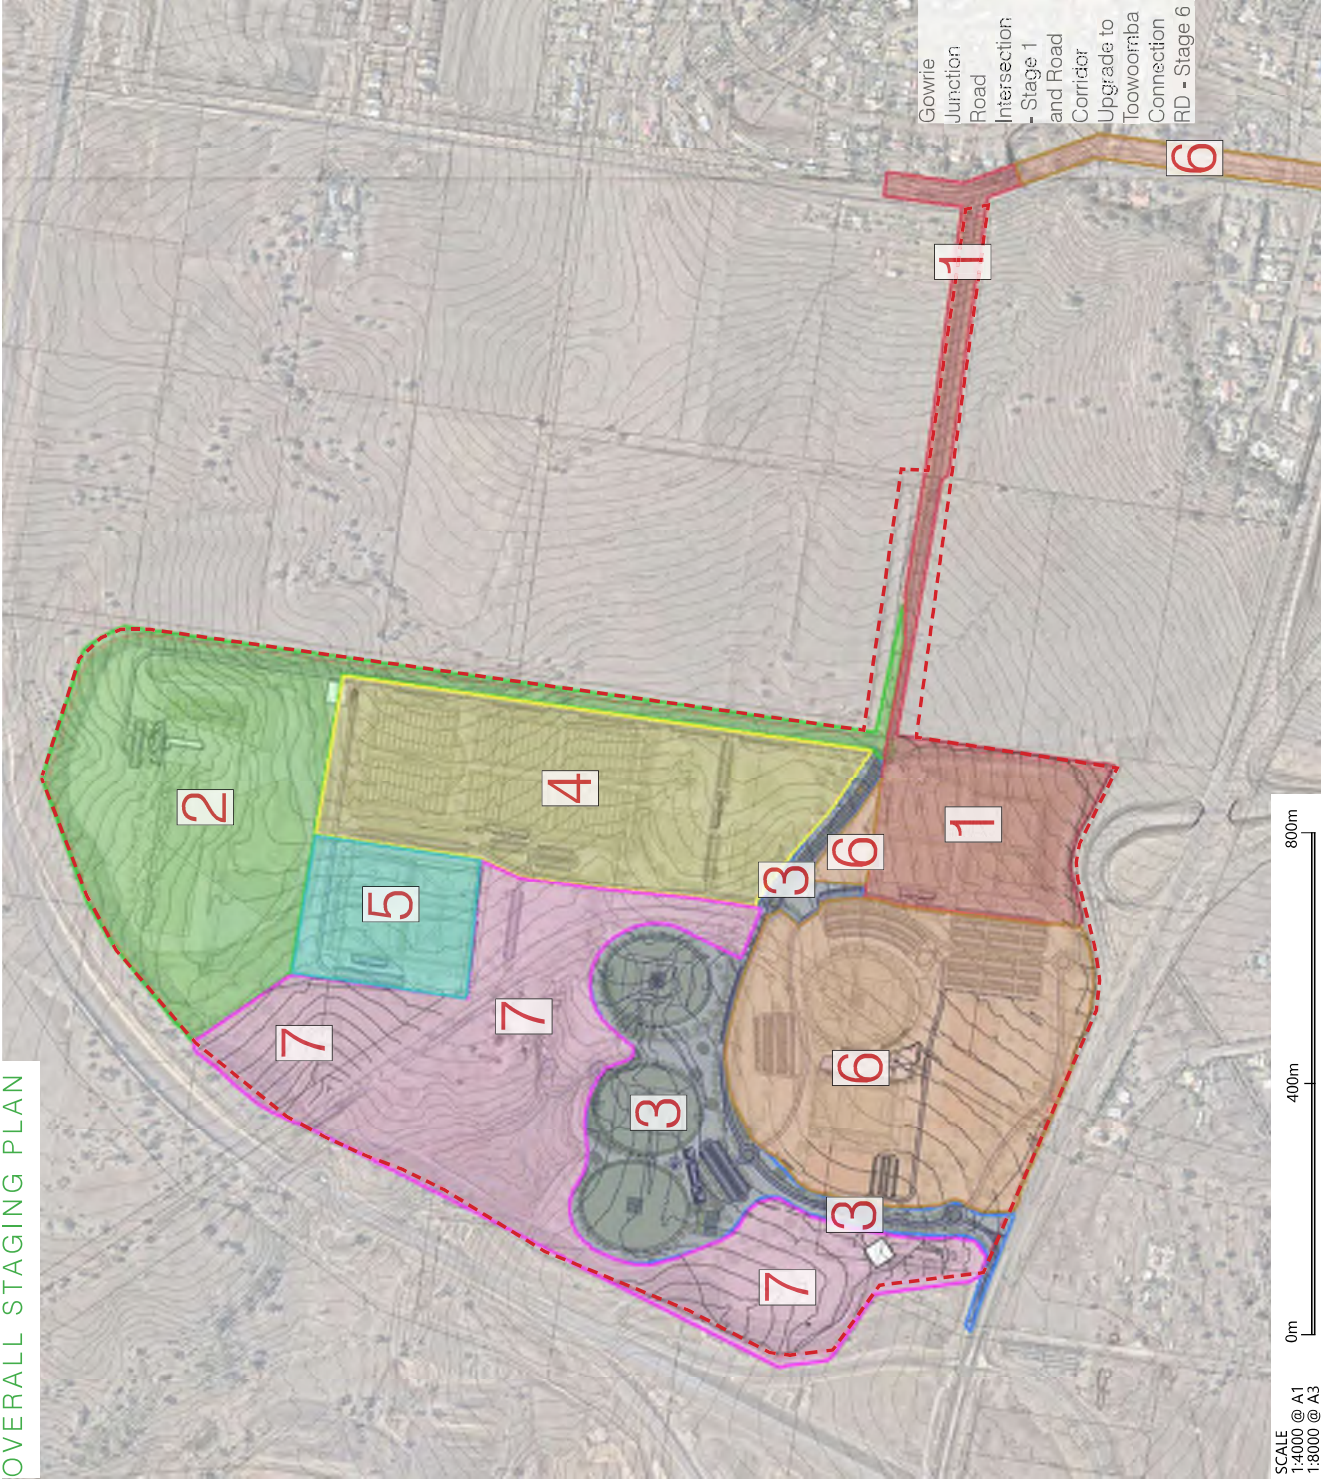 OVERALL STAGING PLAN
Gowrie
Junction
Road
Intersection
- Stage 1
and Road
Corridor
Upgrade to
Toowoomba
Connection
RD - Stage 6
6
1
2
4
5
3
6
1
7
7
3
6
3
7
0m 400m 800m
SCALE
1:4000 @ A1
1:8000 @ A3